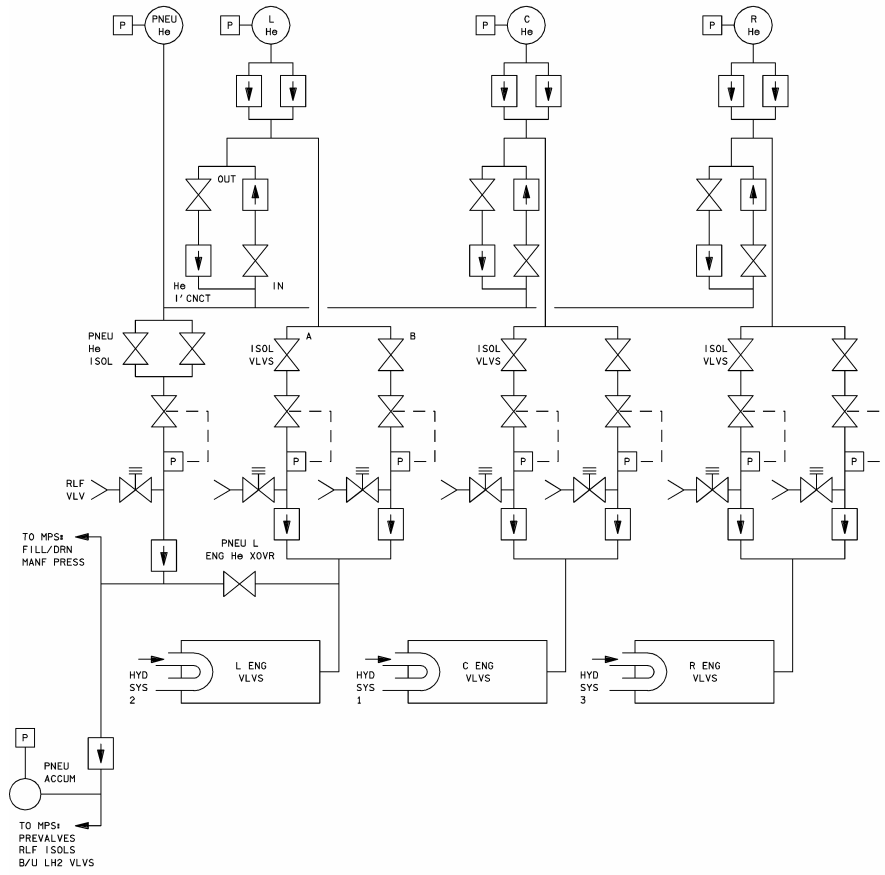 P
PNEU
He
P
L
He
P
C
He
P
R
He
OUT
He
I'CNCT
IN
PNEU
He
ISOL
ISOL
VLVS
A
B
ISOL
VLVS
ISOL
VLVS
P
P
P
P
P
P
P
RLF
VLV
TO MPS:
FILL/DRN
MANF PRESS
PNEU L
ENG He XOVR
L ENG
VLVS
C ENG
VLVS
R ENG
VLVS
HYD
SYS
2
HYD
SYS
1
HYD
SYS
3
P
PNEU
ACCUM
TO MPS:
PREVALVES
RLF ISOLS
B/U LH2 VLVS